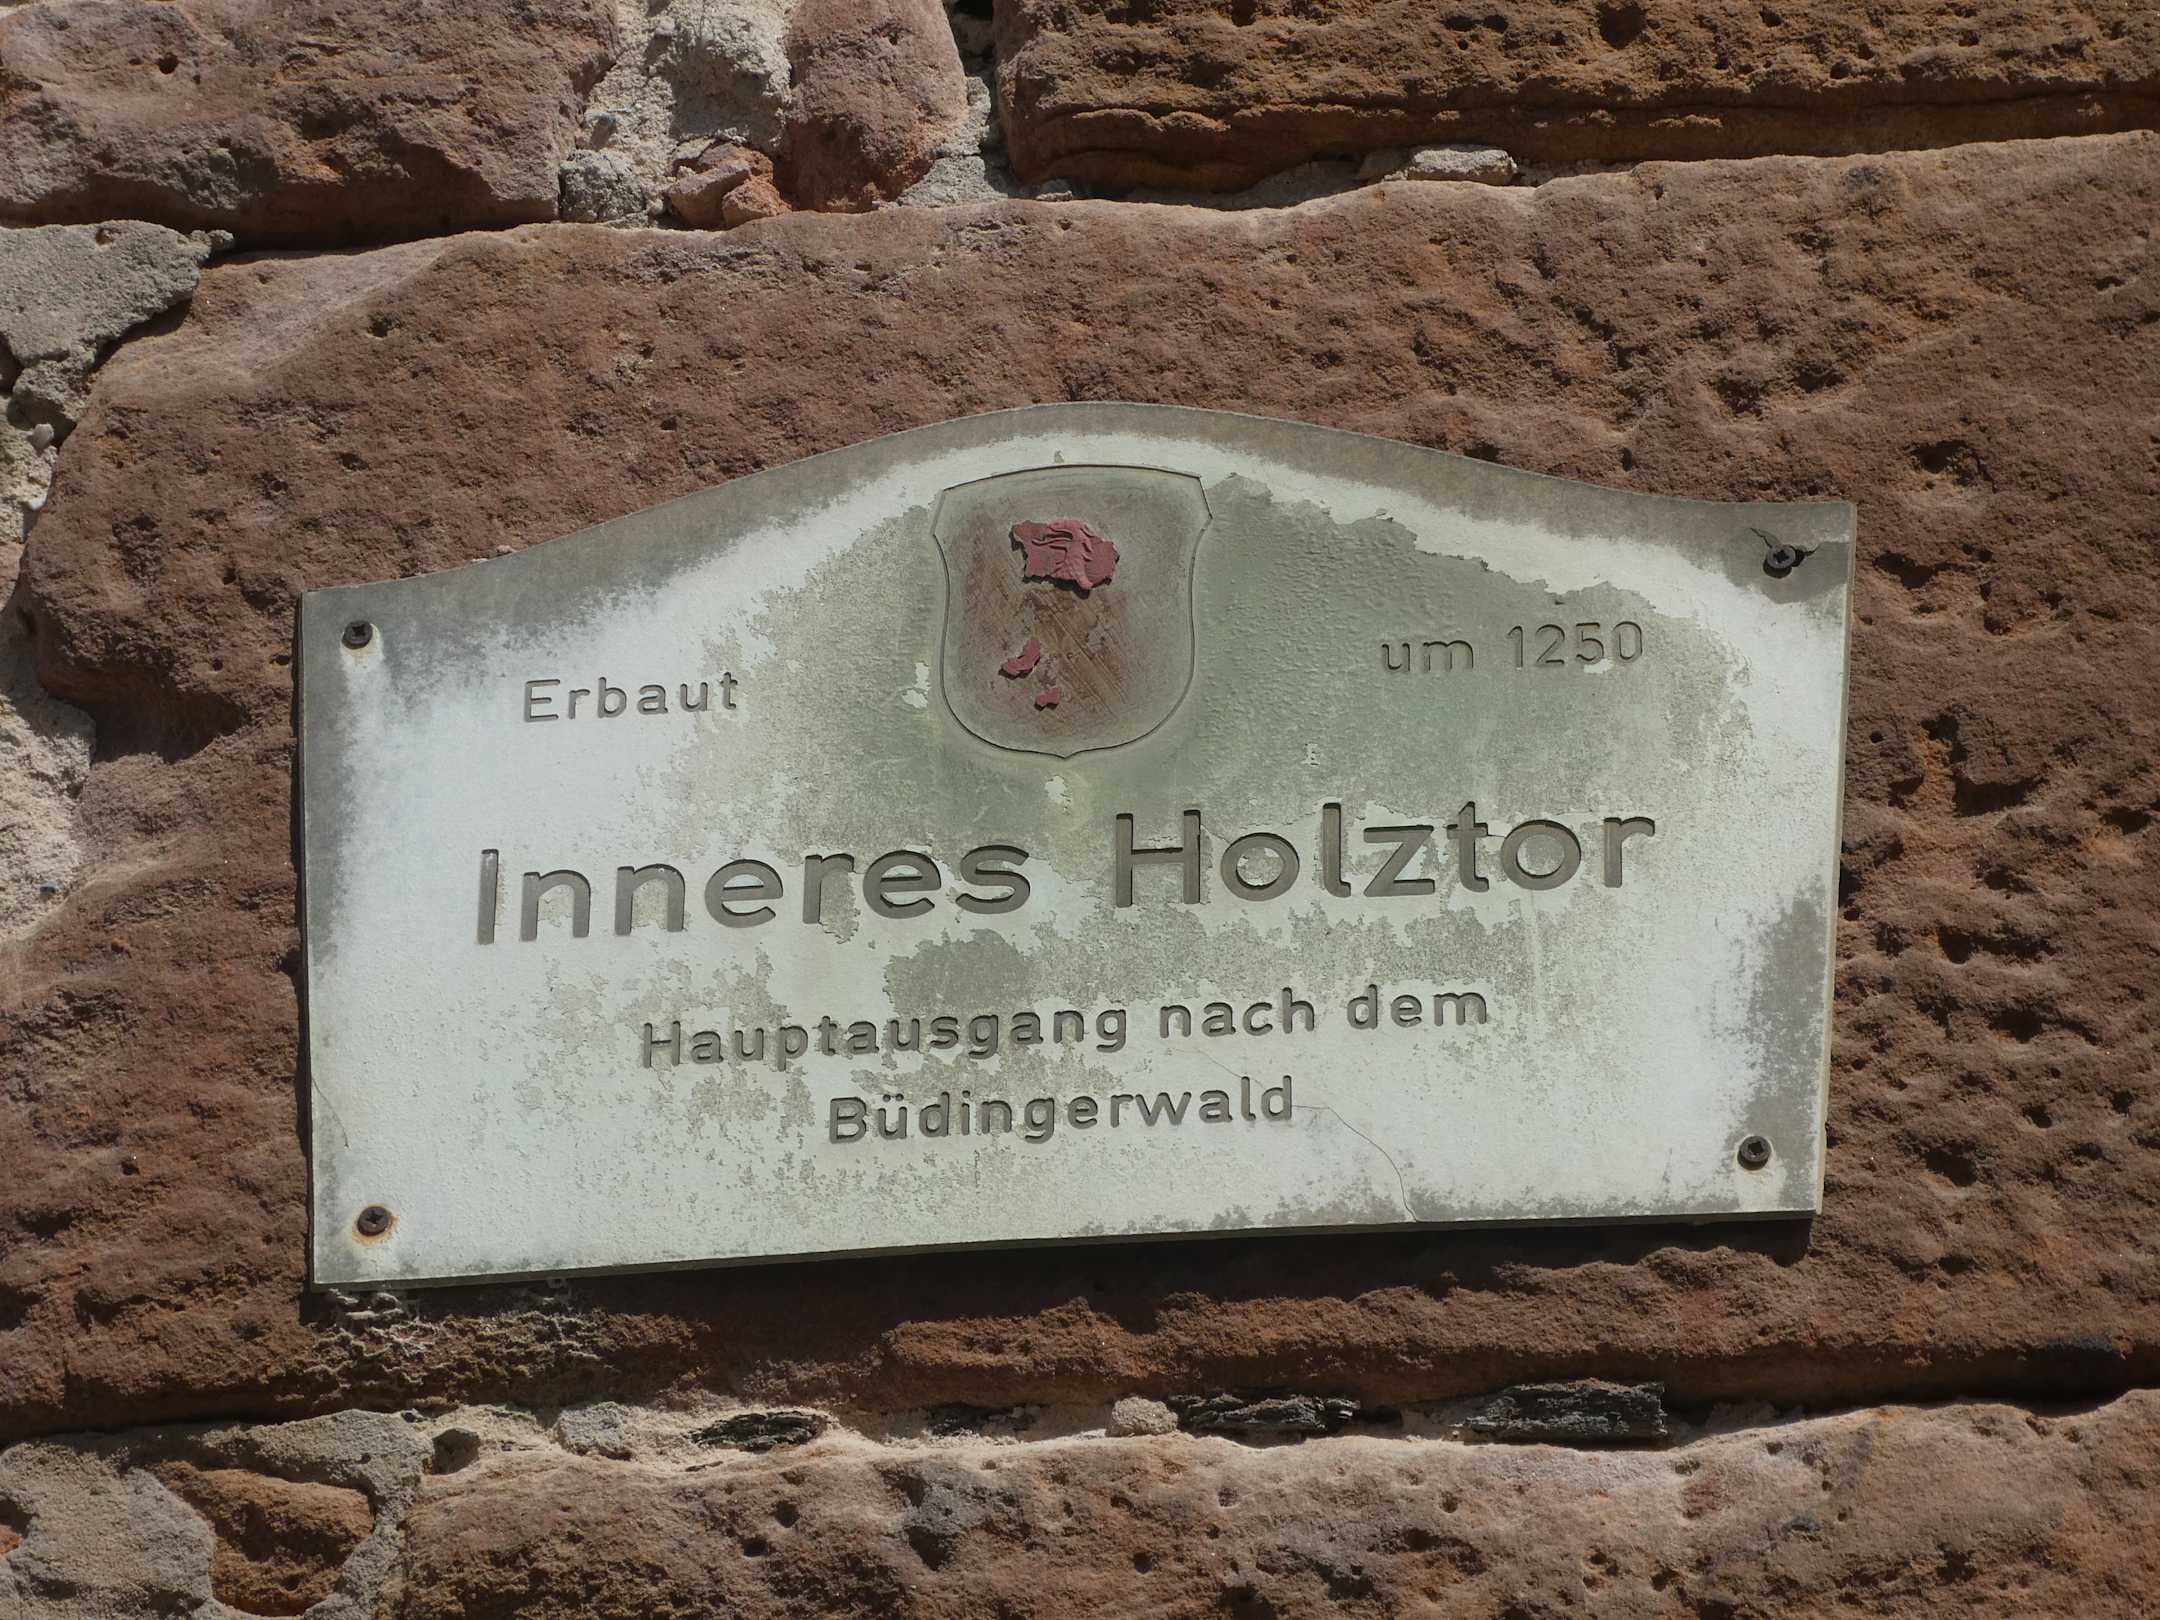 Erbaut um 1250
Inneres Holztor
Hauptausgang nach dem
Büdingerwald